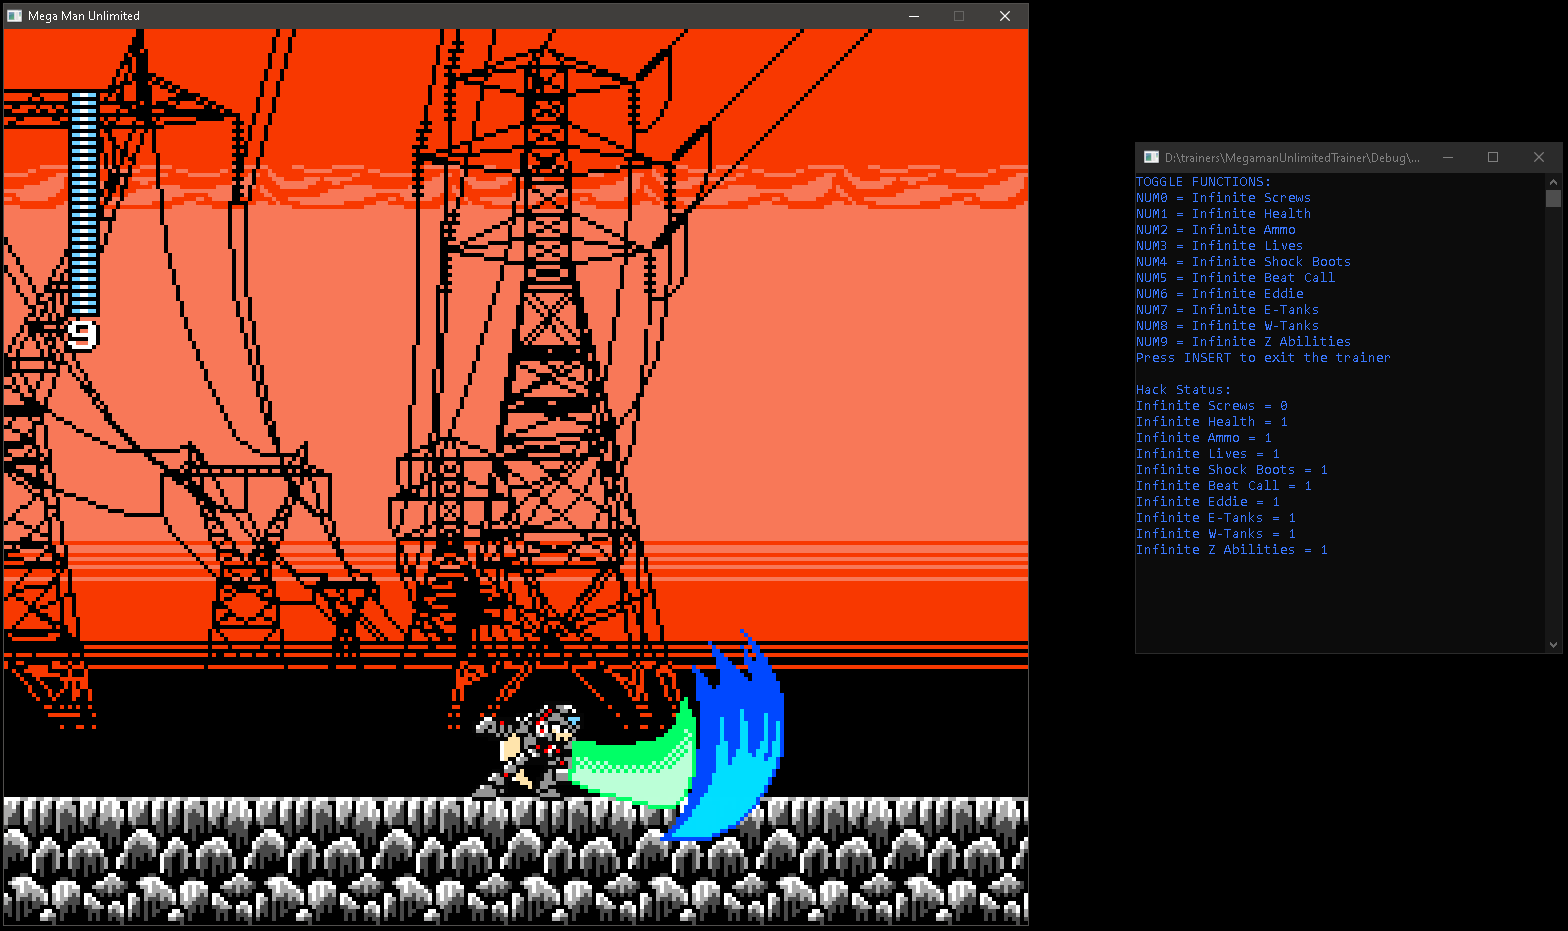 Mega Man Unlimited
9
D:\trainers\MegamanUnlimitedTrainer\Debug\...
TOGGLE FUNCTIONS:
NUM0 = Infinite Screws
NUM1 = Infinite Health
NUM2 = Infinite Ammo
NUM3 = Infinite Lives
NUM4 = Infinite Shock Boots
NUM5 = Infinite Beat Call
NUM6 = Infinite Eddie
NUM7 = Infinite E-Tanks
NUM8 = Infinite W-Tanks
NUM9 = Infinite Z Abilities
Press INSERT to exit the trainer
Hack Status:
Infinite Screws = 0
Infinite Health = 1
Infinite Ammo = 1
Infinite Lives = 1
Infinite Shock Boots = 1
Infinite Beat Call = 1
Infinite Eddie = 1
Infinite E-Tanks = 1
Infinite W-Tanks = 1
Infinite Z Abilities = 1